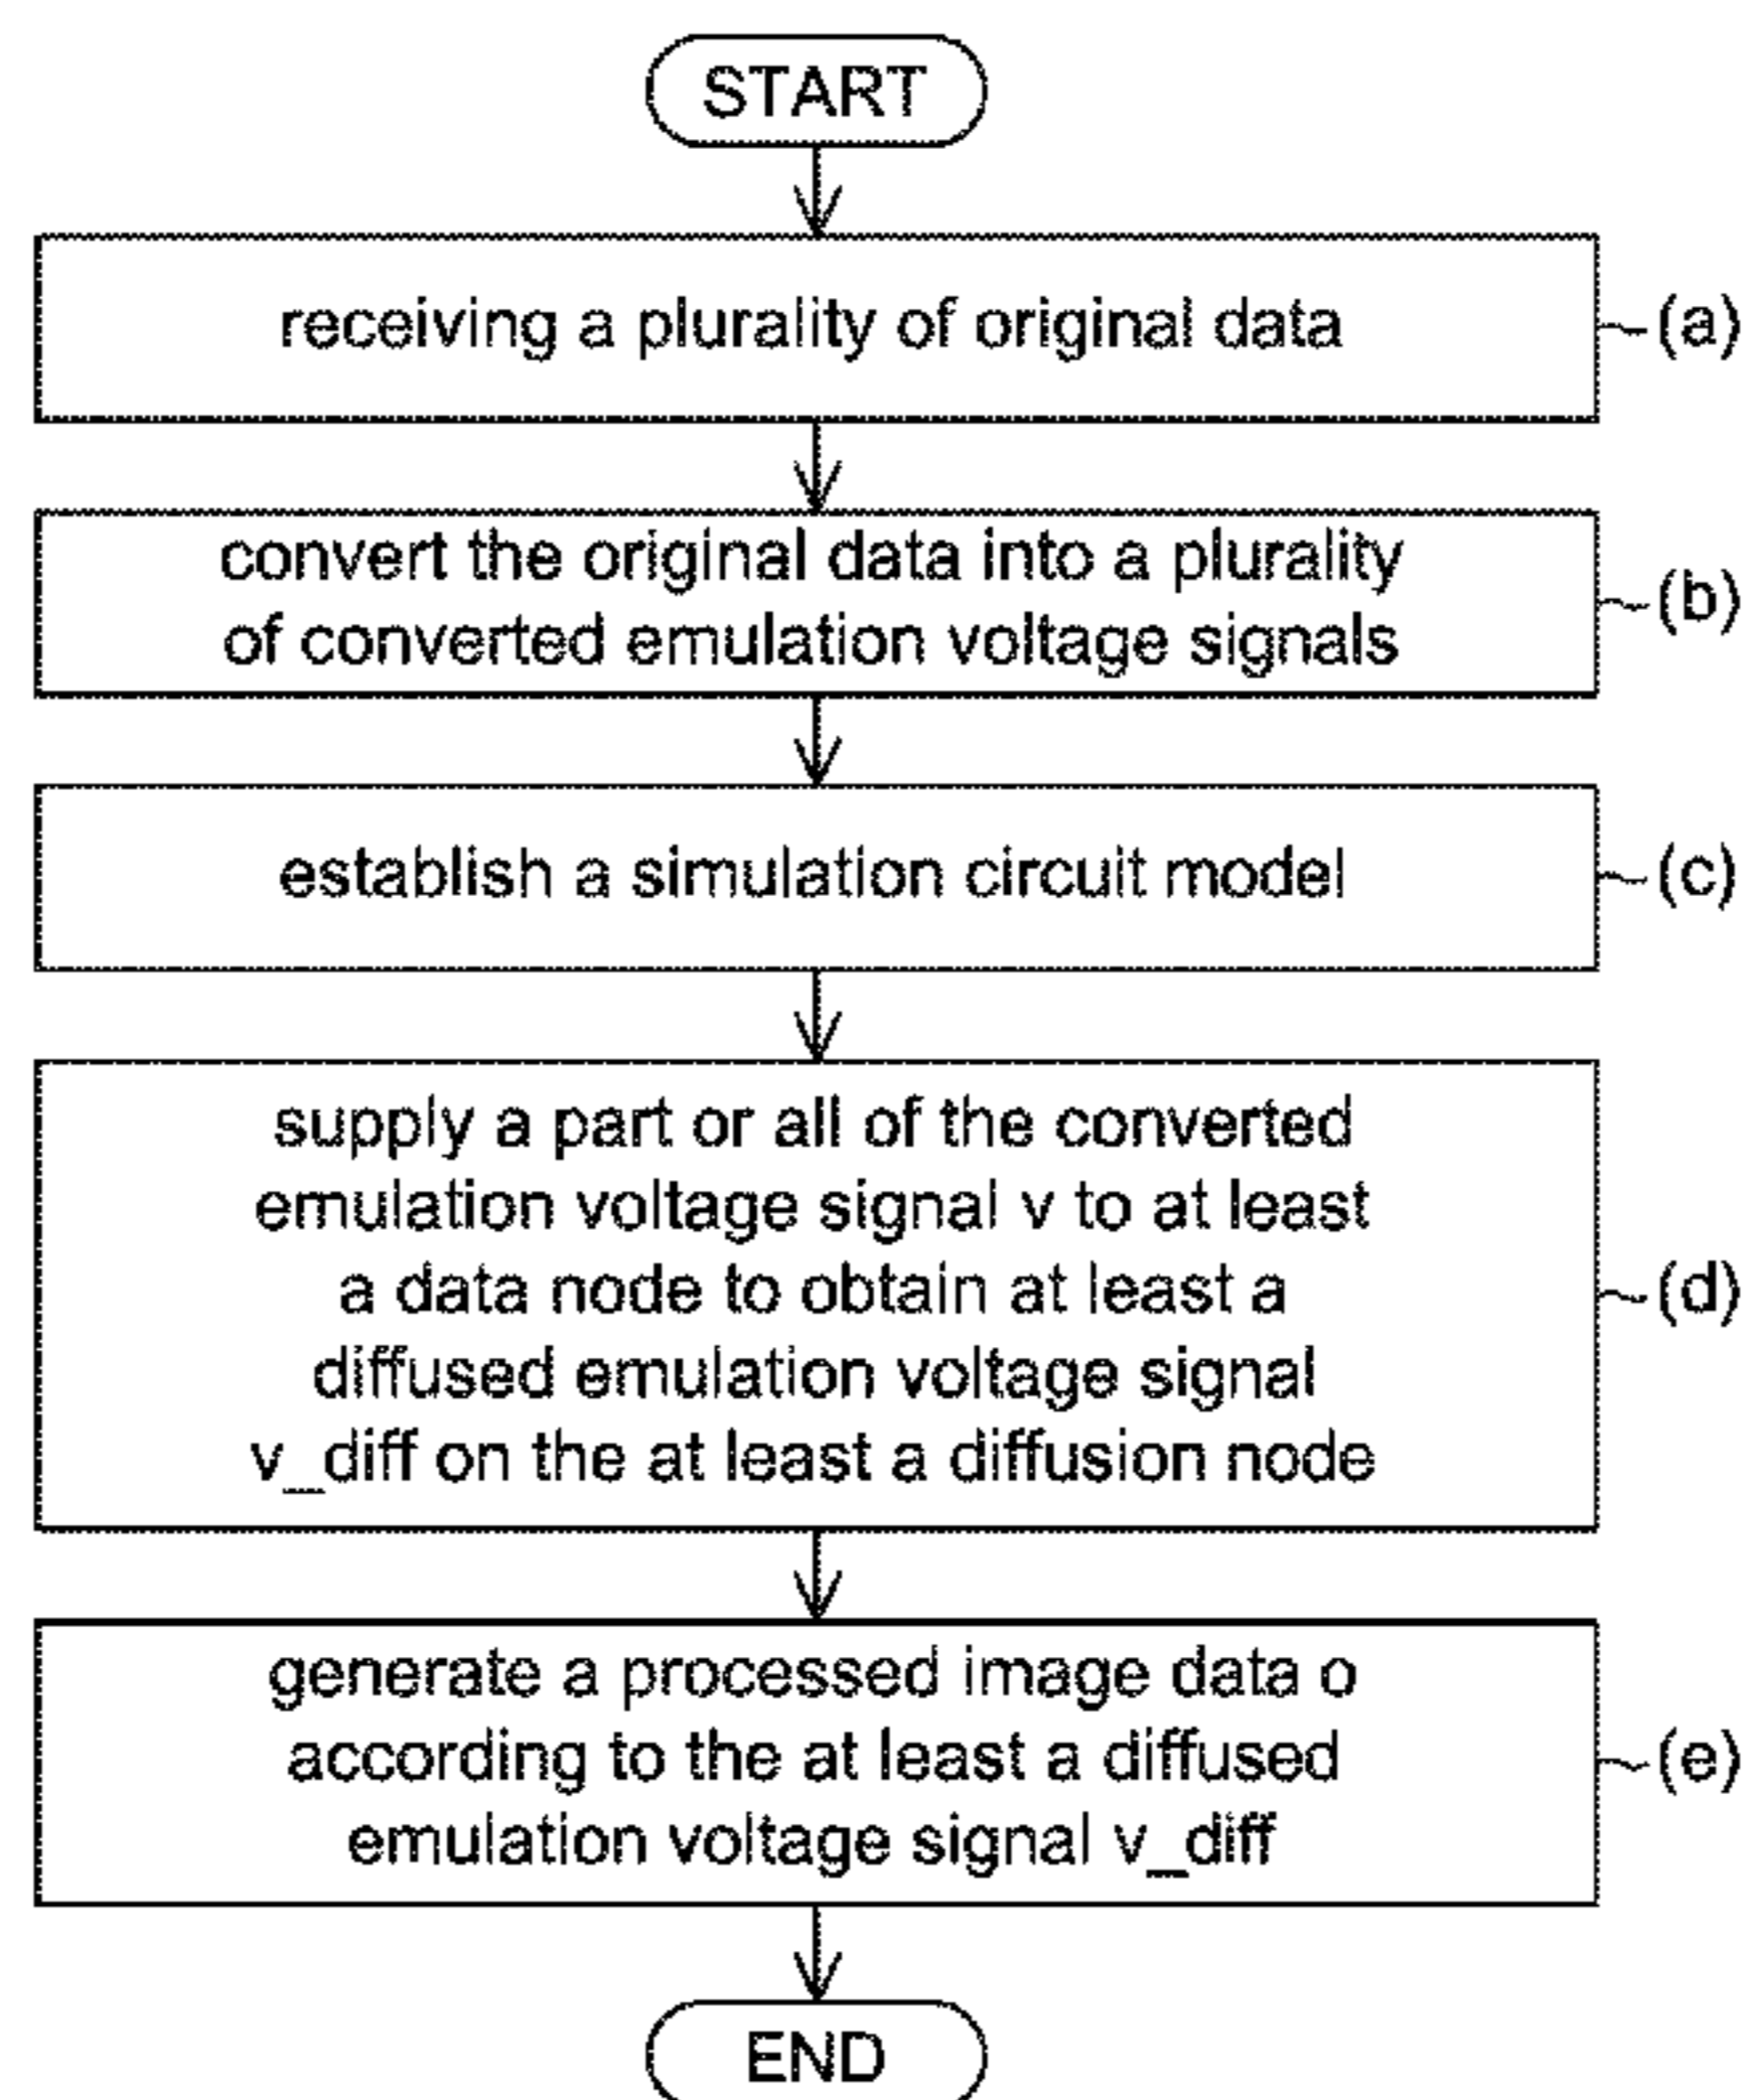 START
receiving a plurality of original data
(a)
convert the original data into a plurality
of converted emulation voltage signals
(b)
establish a simulation circuit model
(c)
supply a part or all of the converted
emulation voltage signal v to at least
a data node to obtain at least a
diffused emulation voltage signal
v_diff on the at least a diffusion node
(d)
generate a processed image data o
according to the at least a diffused
emulation voltage signal v_diff
(e)
END